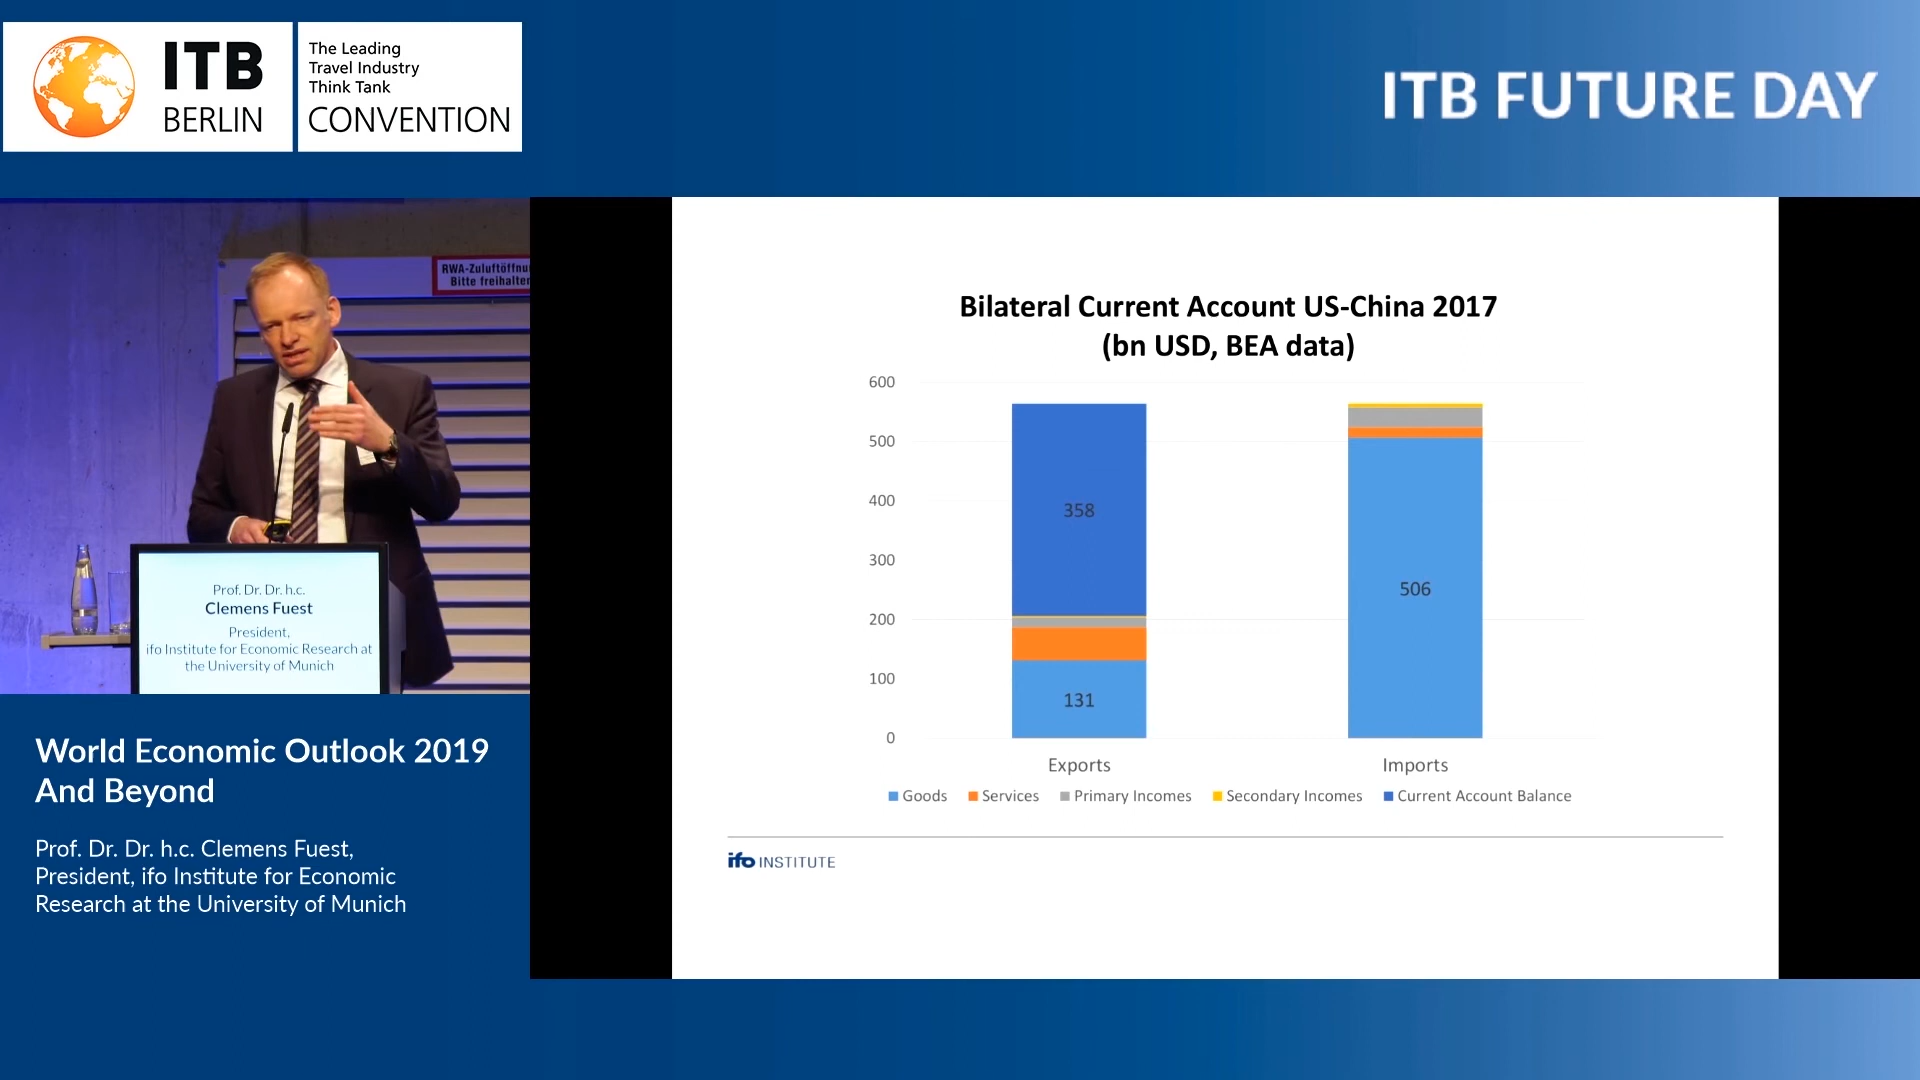 ITB
BERLIN
The Leading
Travel Industry
Think Tank
CONVENTION
ITB FUTURE DAY
RWA-Zuluftöffnu
Bitte freihalten
Prof. Dr. Dr. h.c.
Clemens Fuest
President,
ifo Institute for Economic Research at
the University of Munich
World Economic Outlook 2019
And Beyond
Prof. Dr. Dr. h.c. Clemens Fuest,
President, ifo Institute for Economic
Research at the University of Munich
Bilateral Current Account US-China 2017
(bn USD, BEA data)
600
500
400
300
200
100
0
358
131
506
Exports
Imports
Goods Services Primary Incomes Secondary Incomes Current Account Balance
ifo INSTITUTE